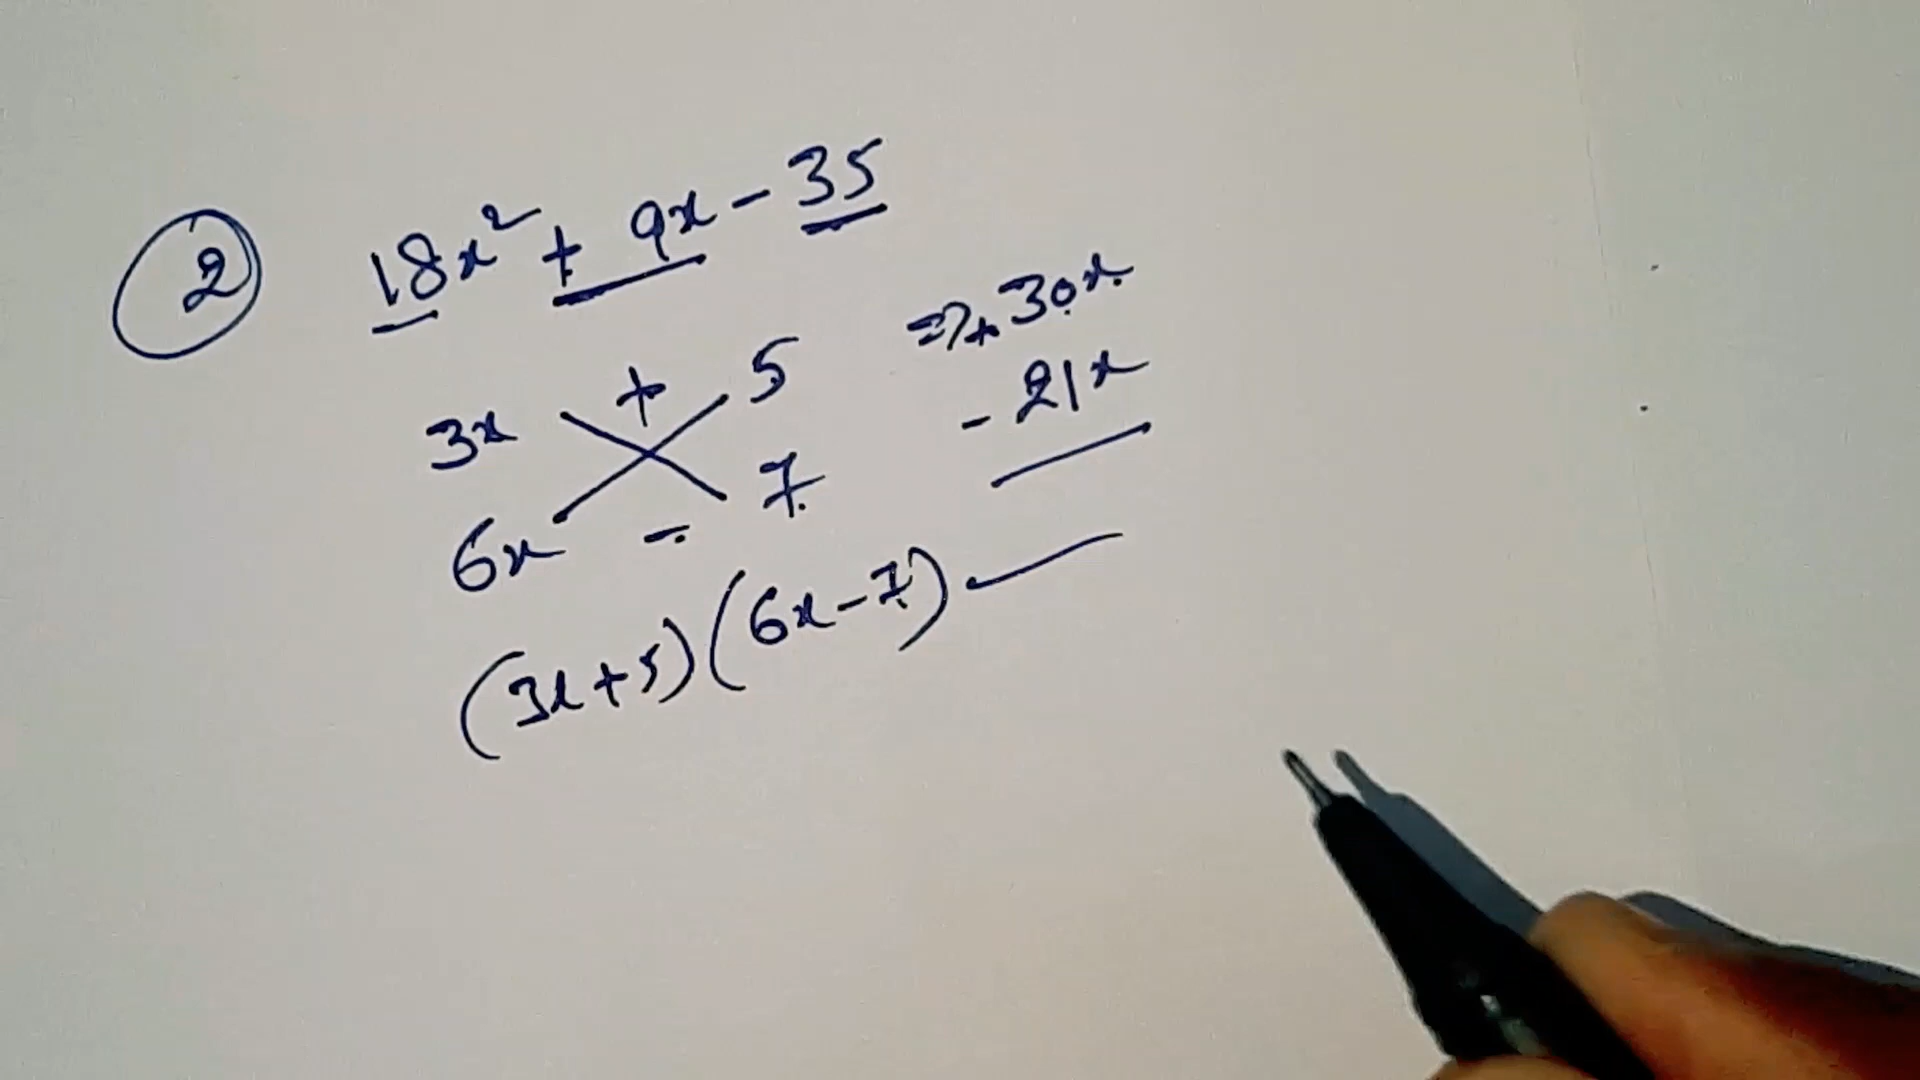 2 18x² + 9x - 35
=> + 30x
3x + 5
- 21x
6x - 7
(3x+5)(6x-7)